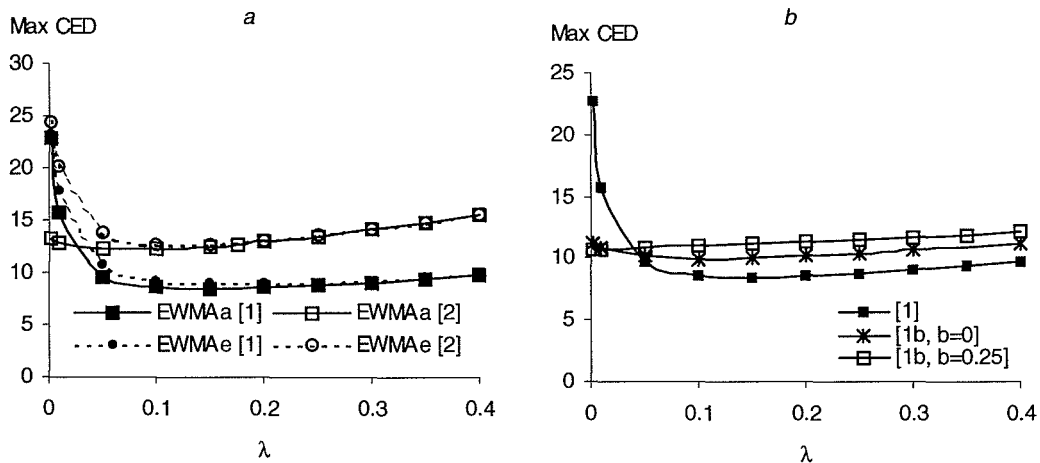 a
Max CED
30
25
20
15
10
5
0
0 0.1 0.2 0.3 0.4
λ
EWMAa [1] EWMAa [2]
EWMAe [1] EWMAe [2]
b
Max CED
25
20
15
10
5
0
0 0.1 0.2 0.3 0.4
λ
[1]
[1b, b=0]
[1b, b=0.25]